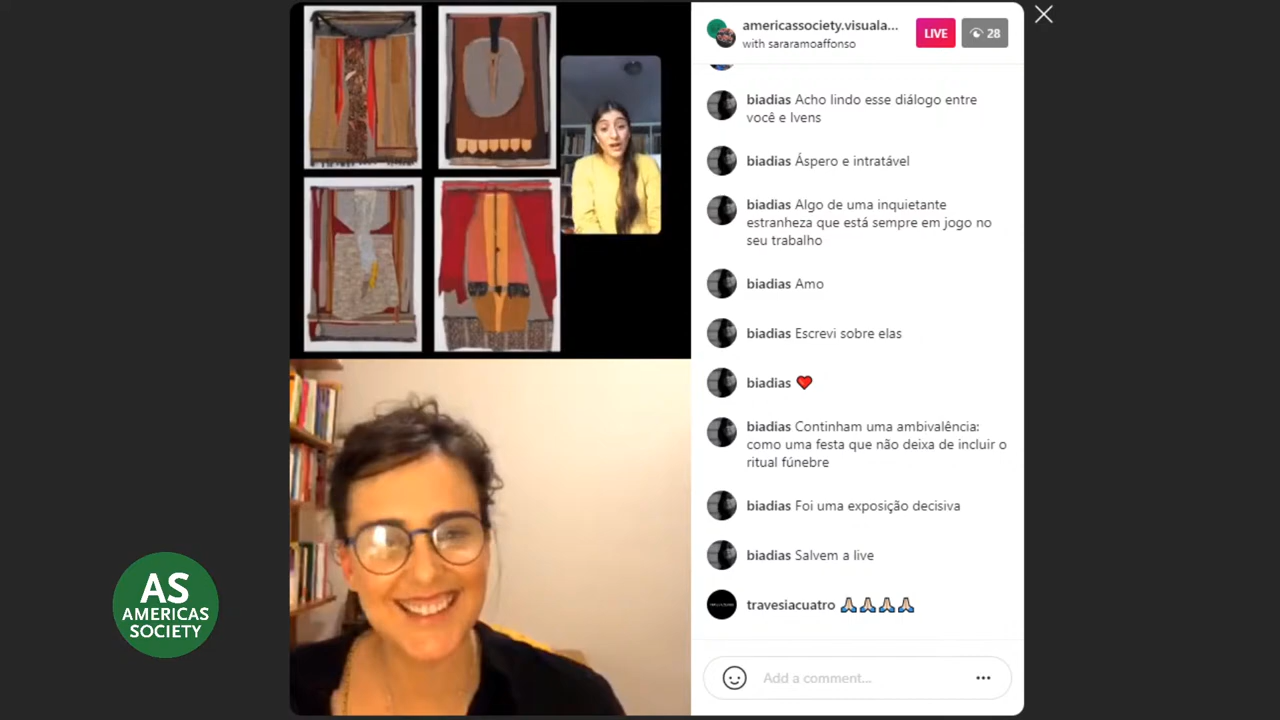 americassociety.visuala...
with sararamoaffonso
LIVE
28
biadias Acho lindo esse diálogo entre
você e Ivens
biadias Áspero e intratável
biadias Algo de uma inquietante
estranheza que está sempre em jogo no
seu trabalho
biadias Amo
biadias Escrevi sobre elas
biadias ❤️
biadias Continham uma ambivalência:
como uma festa que não deixa de incluir o
ritual fúnebre
biadias Foi uma exposição decisiva
biadias Salvem a live
travesiacuatro 🙏🏼🙏🏼🙏🏼🙏🏼
Add a comment...
AS
AMERICAS
SOCIETY